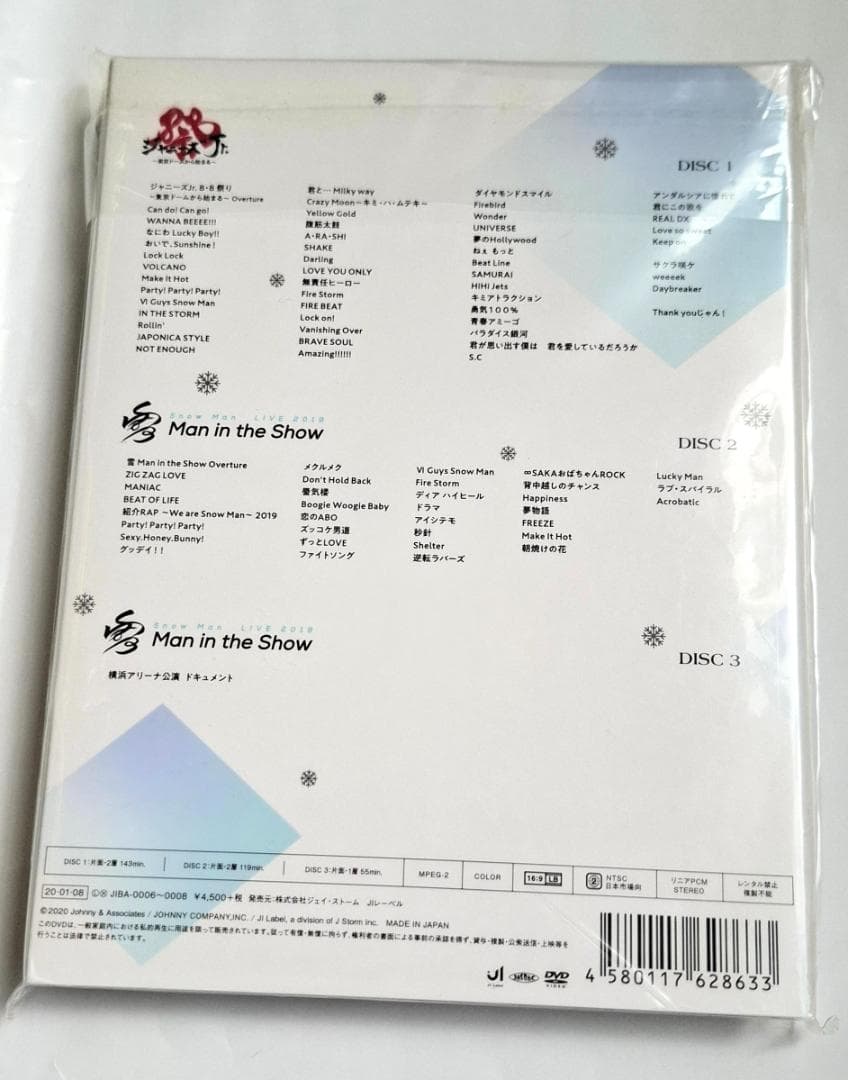 祭
ジャニーズJr.
～東京ドームから始まる～
DISC 1
ジャニーズJr. 8・8 祭り
～東京ドームから始まる～ Overture
Can do! Can go!
WANNA BEEEE!!!
なにわ Lucky Boy!!
おいで、Sunshine!
Lock Lock
VOLCANO
Make It Hot
Party! Party! Party!
VI Guys Snow Man
IN THE STORM
Rollin'
JAPONICA STYLE
NOT ENOUGH
君と… Milky way
Crazy Moon～キミ・ハ・ムテキ～
Yellow Gold
腹筋太鼓
A・RA・SHI
SHAKE
Darling
LOVE YOU ONLY
無責任ヒーロー
Fire Storm
FIRE BEAT
Lock on!
Vanishing Over
BRAVE SOUL
Amazing!!!!!!
ダイヤモンドスマイル
Firebird
Wonder
UNIVERSE
夢のHollywood
ねぇ もっと
Beat Line
SAMURAI
HiHi Jets
キミアトラクション
勇気100%
青春アミーゴ
パラダイス銀河
君が思い出す僕は 君を愛しているだろうか
S.C
アンダルシアに憧れて
君にこの歌を
REAL DX
Love so sweet
Keep on
サクラ咲ケ
weeeek
Daybreaker
Thank youじゃん!
Snow Man LIVE 2019
雪 Man in the Show
DISC 2
雪 Man in the Show Overture
ZIG ZAG LOVE
MANIAC
BEAT OF LIFE
紹介RAP ～We are Snow Man～ 2019
Party! Party! Party!
Sexy.Honey.Bunny!
グッデイ!!
メクルメク
Don't Hold Back
蜃気楼
Boogie Woogie Baby
恋のABO
ズッコケ男道
ずっとLOVE
ファイトソング
VI Guys Snow Man
Fire Storm
ディア ハイヒール
ドラマ
アイシテモ
秒針
Shelter
逆転ラバーズ
∞SAKAおばちゃんROCK
背中越しのチャンス
Happiness
夢物語
FREEZE
Make It Hot
朝焼けの花
Lucky Man
ラブ・スパイラル
Acrobatic
Snow Man LIVE 2019
雪 Man in the Show
DISC 3
横浜アリーナ公演 ドキュメント
DISC 1:片面・2層 143min.
DISC 2:片面・2層 119min.
DISC 3:片面・1層 55min.
MPEG-2
COLOR
16:9 LB
2 NTSC 日本市場向
リニアPCM STEREO
レンタル禁止 複製不能
20・01・08 Ⓛ Ⓧ JIBA-0006～0008 ¥4,500+税 発売元:株式会社ジェイ・ストーム JIレーベル
©2020 Johnny & Associates / JOHNNY COMPANY,INC. / JI Label, a division of J Storm Inc. MADE IN JAPAN
このDVDは、一般家庭内における私的再生に用途を限って販売されています。従って有償・無償に拘らず、権利者の書面による事前の承諾を得ず、貸与・複製・公衆送信・上映等を
行うことは法律で禁止されています。
JI Label
DVD VIDEO
4 580117 628633